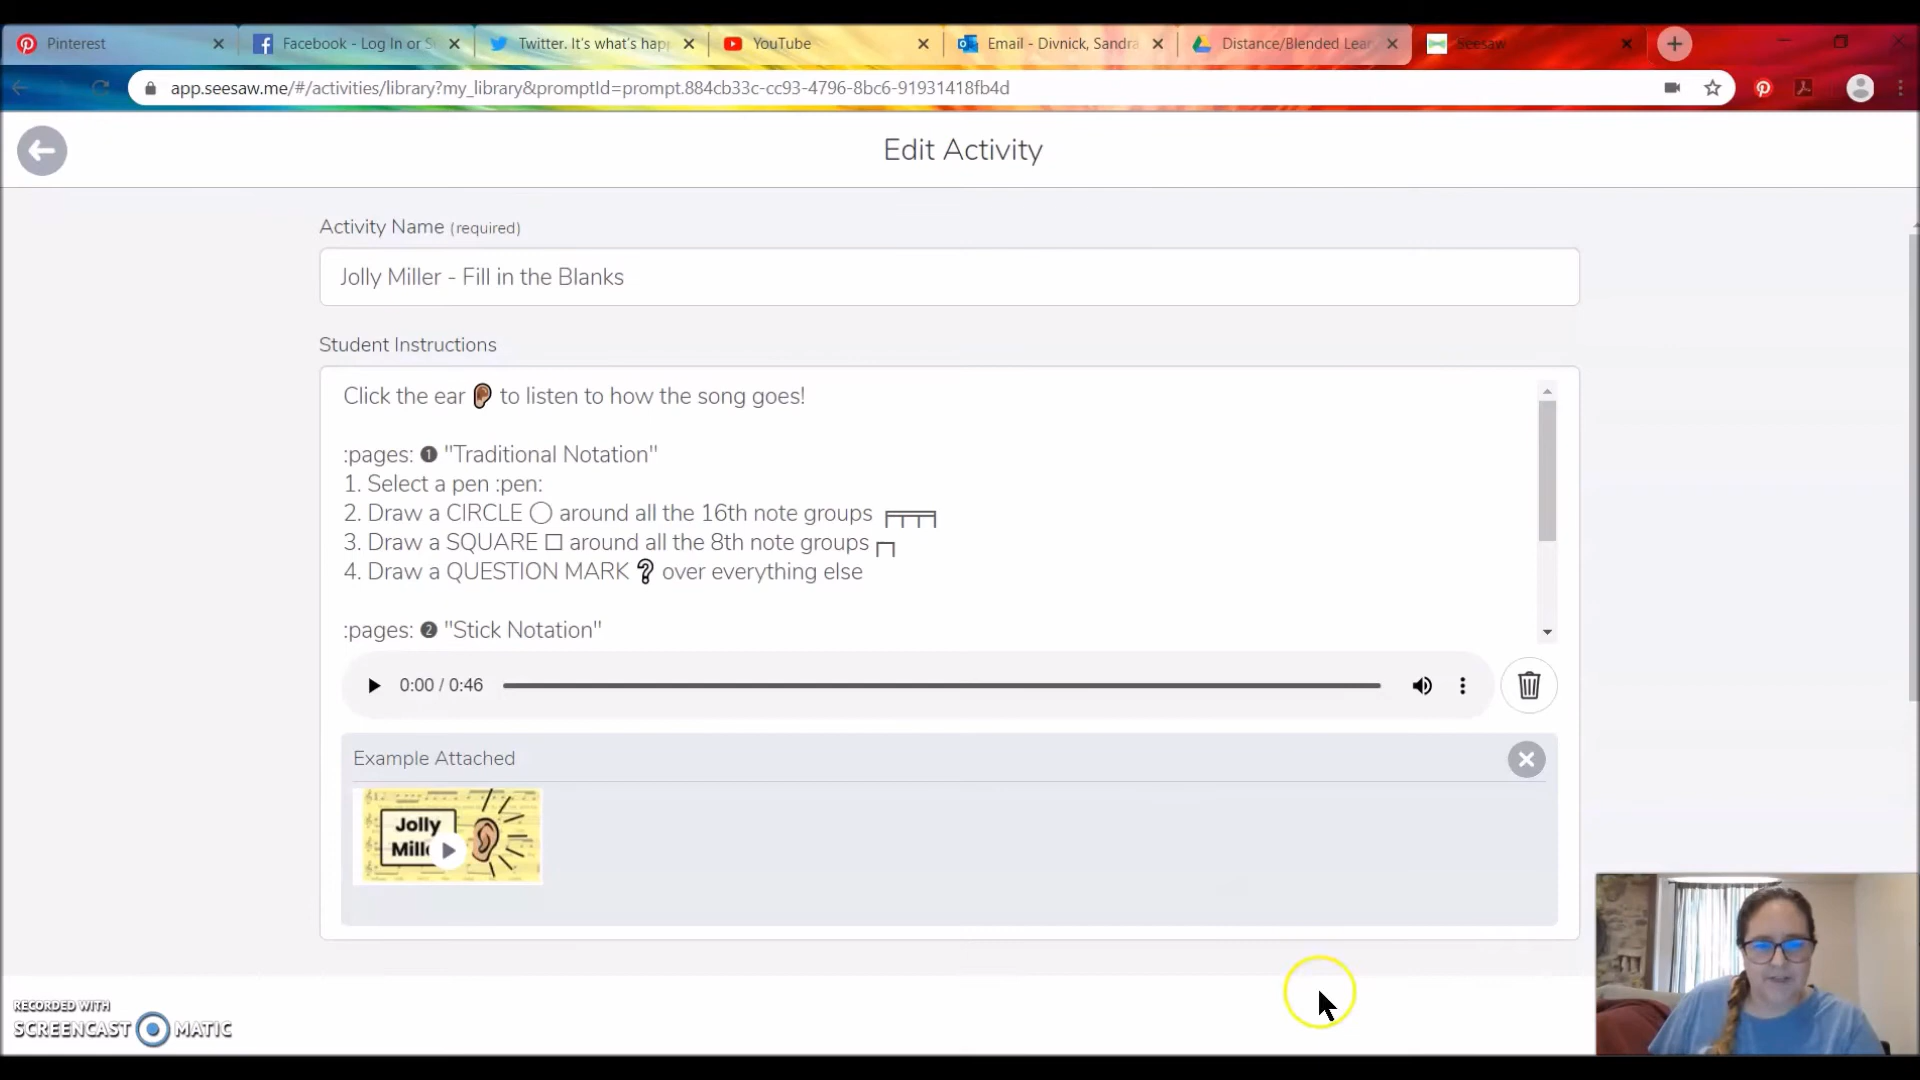 Pinterest
Facebook - Log In or S
Twitter. It's what's hap
YouTube
Email - Divnick, Sandra
Distance/Blended Lear
Seesaw
app.seesaw.me/#/activities/library?my_library&promptId=prompt.884cb33c-cc93-4796-8bc6-91931418fb4d
Edit Activity
Activity Name (required)
Jolly Miller - Fill in the Blanks
Student Instructions
Click the ear 👂 to listen to how the song goes!
:pages: ❶ "Traditional Notation"
1. Select a pen :pen:
2. Draw a CIRCLE ◯ around all the 16th note groups
3. Draw a SQUARE ☐ around all the 8th note groups
4. Draw a QUESTION MARK ❓ over everything else
:pages: ❷ "Stick Notation"
0:00 / 0:46
Example Attached
Jolly
Mill
RECORDED WITH
SCREENCAST MATIC